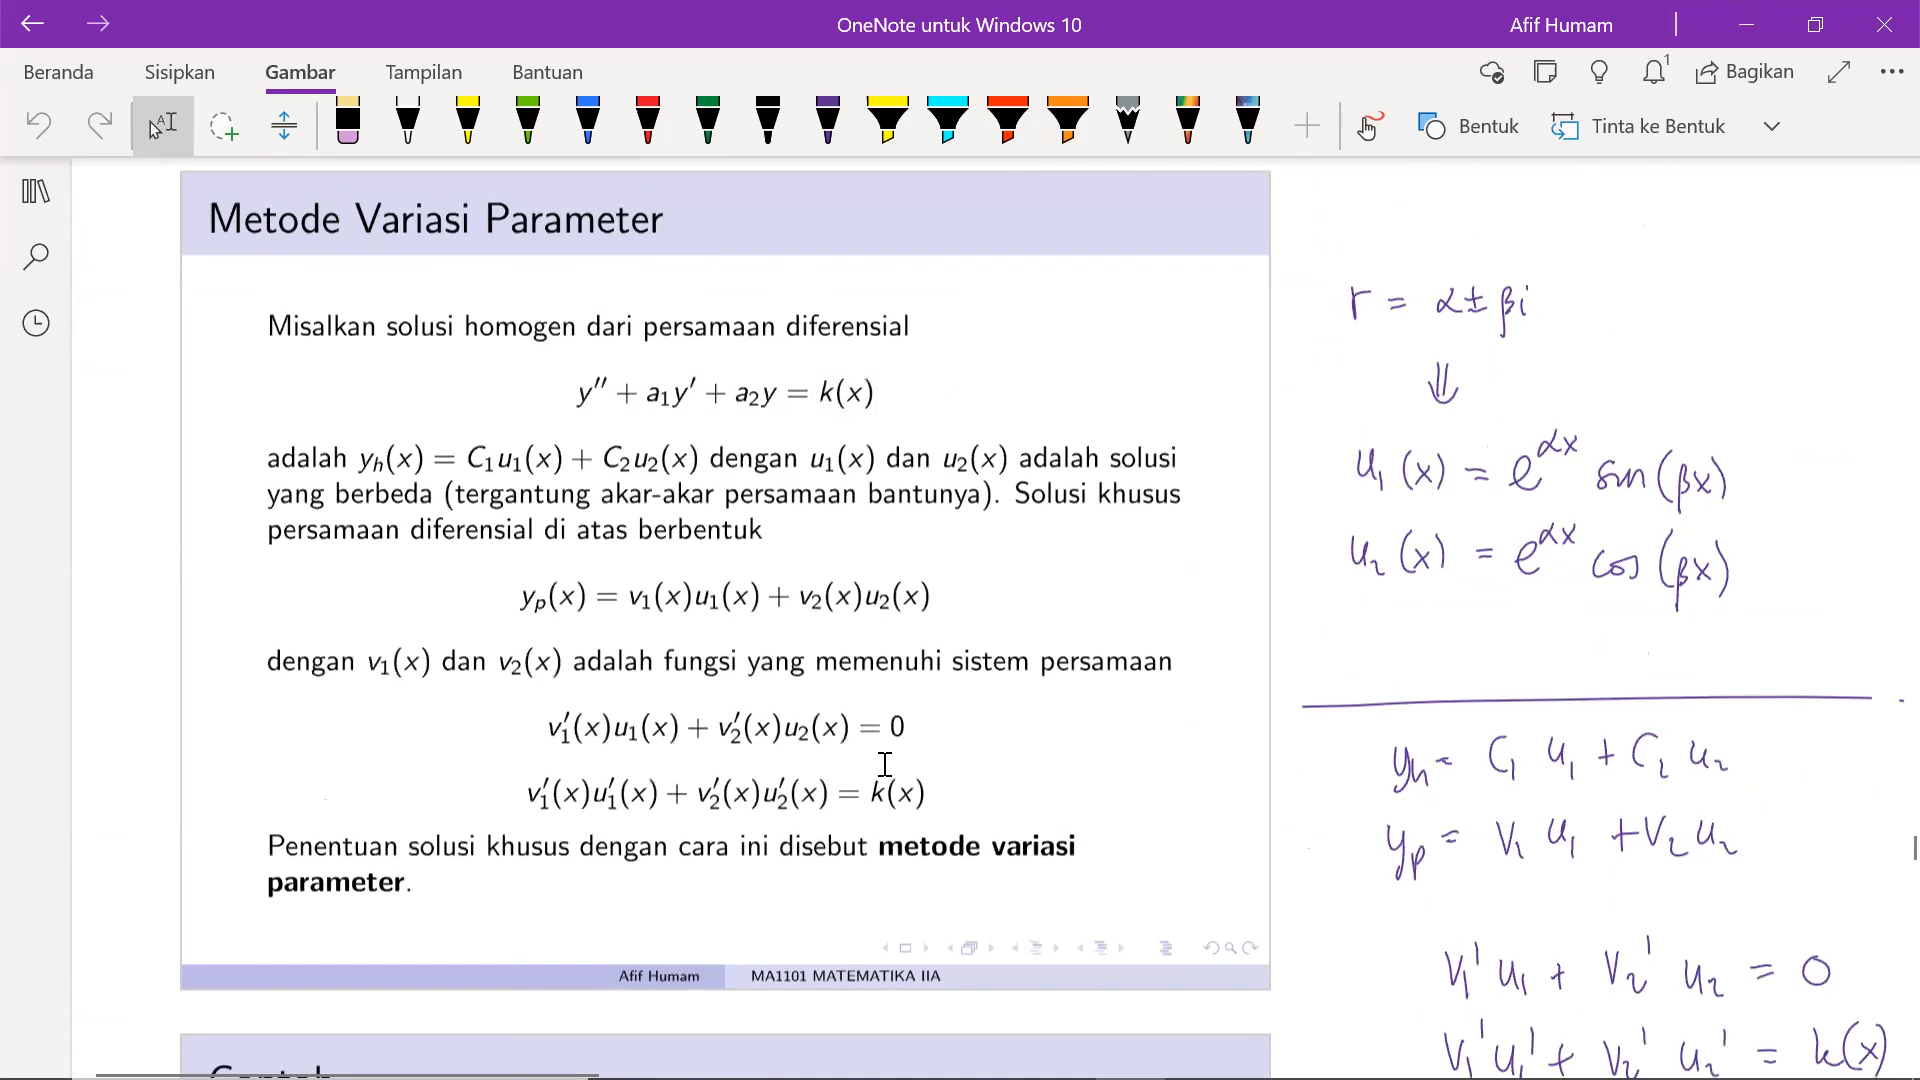 OneNote untuk Windows 10
Afif Humam
Beranda Sisipkan Gambar Tampilan Bantuan
1
Bagikan
Bentuk
Tinta ke Bentuk
Metode Variasi Parameter
Misalkan solusi homogen dari persamaan diferensial
y′′ + a₁y′ + a₂y = k(x)
adalah yₕ(x) = C₁u₁(x) + C₂u₂(x) dengan u₁(x) dan u₂(x) adalah solusi
yang berbeda (tergantung akar-akar persamaan bantunya). Solusi khusus
persamaan diferensial di atas berbentuk
yₚ(x) = v₁(x)u₁(x) + v₂(x)u₂(x)
dengan v₁(x) dan v₂(x) adalah fungsi yang memenuhi sistem persamaan
v₁′(x)u₁(x) + v₂′(x)u₂(x) = 0
v₁′(x)u₁′(x) + v₂′(x)u₂′(x) = k(x)
Penentuan solusi khusus dengan cara ini disebut metode variasi
parameter.
Afif Humam
MA1101 MATEMATIKA IIA
Contoh
r = α ± βi
⇓
u₁(x) = e^αx sin(βx)
u₂(x) = e^αx cos(βx)
yₕ = C₁ u₁ + C₂ u₂
yₚ = V₁ u₁ + V₂ u₂
V₁' u₁ + V₂' u₂ = 0
V₁' u₁' + V₂' u₂' = k(x)